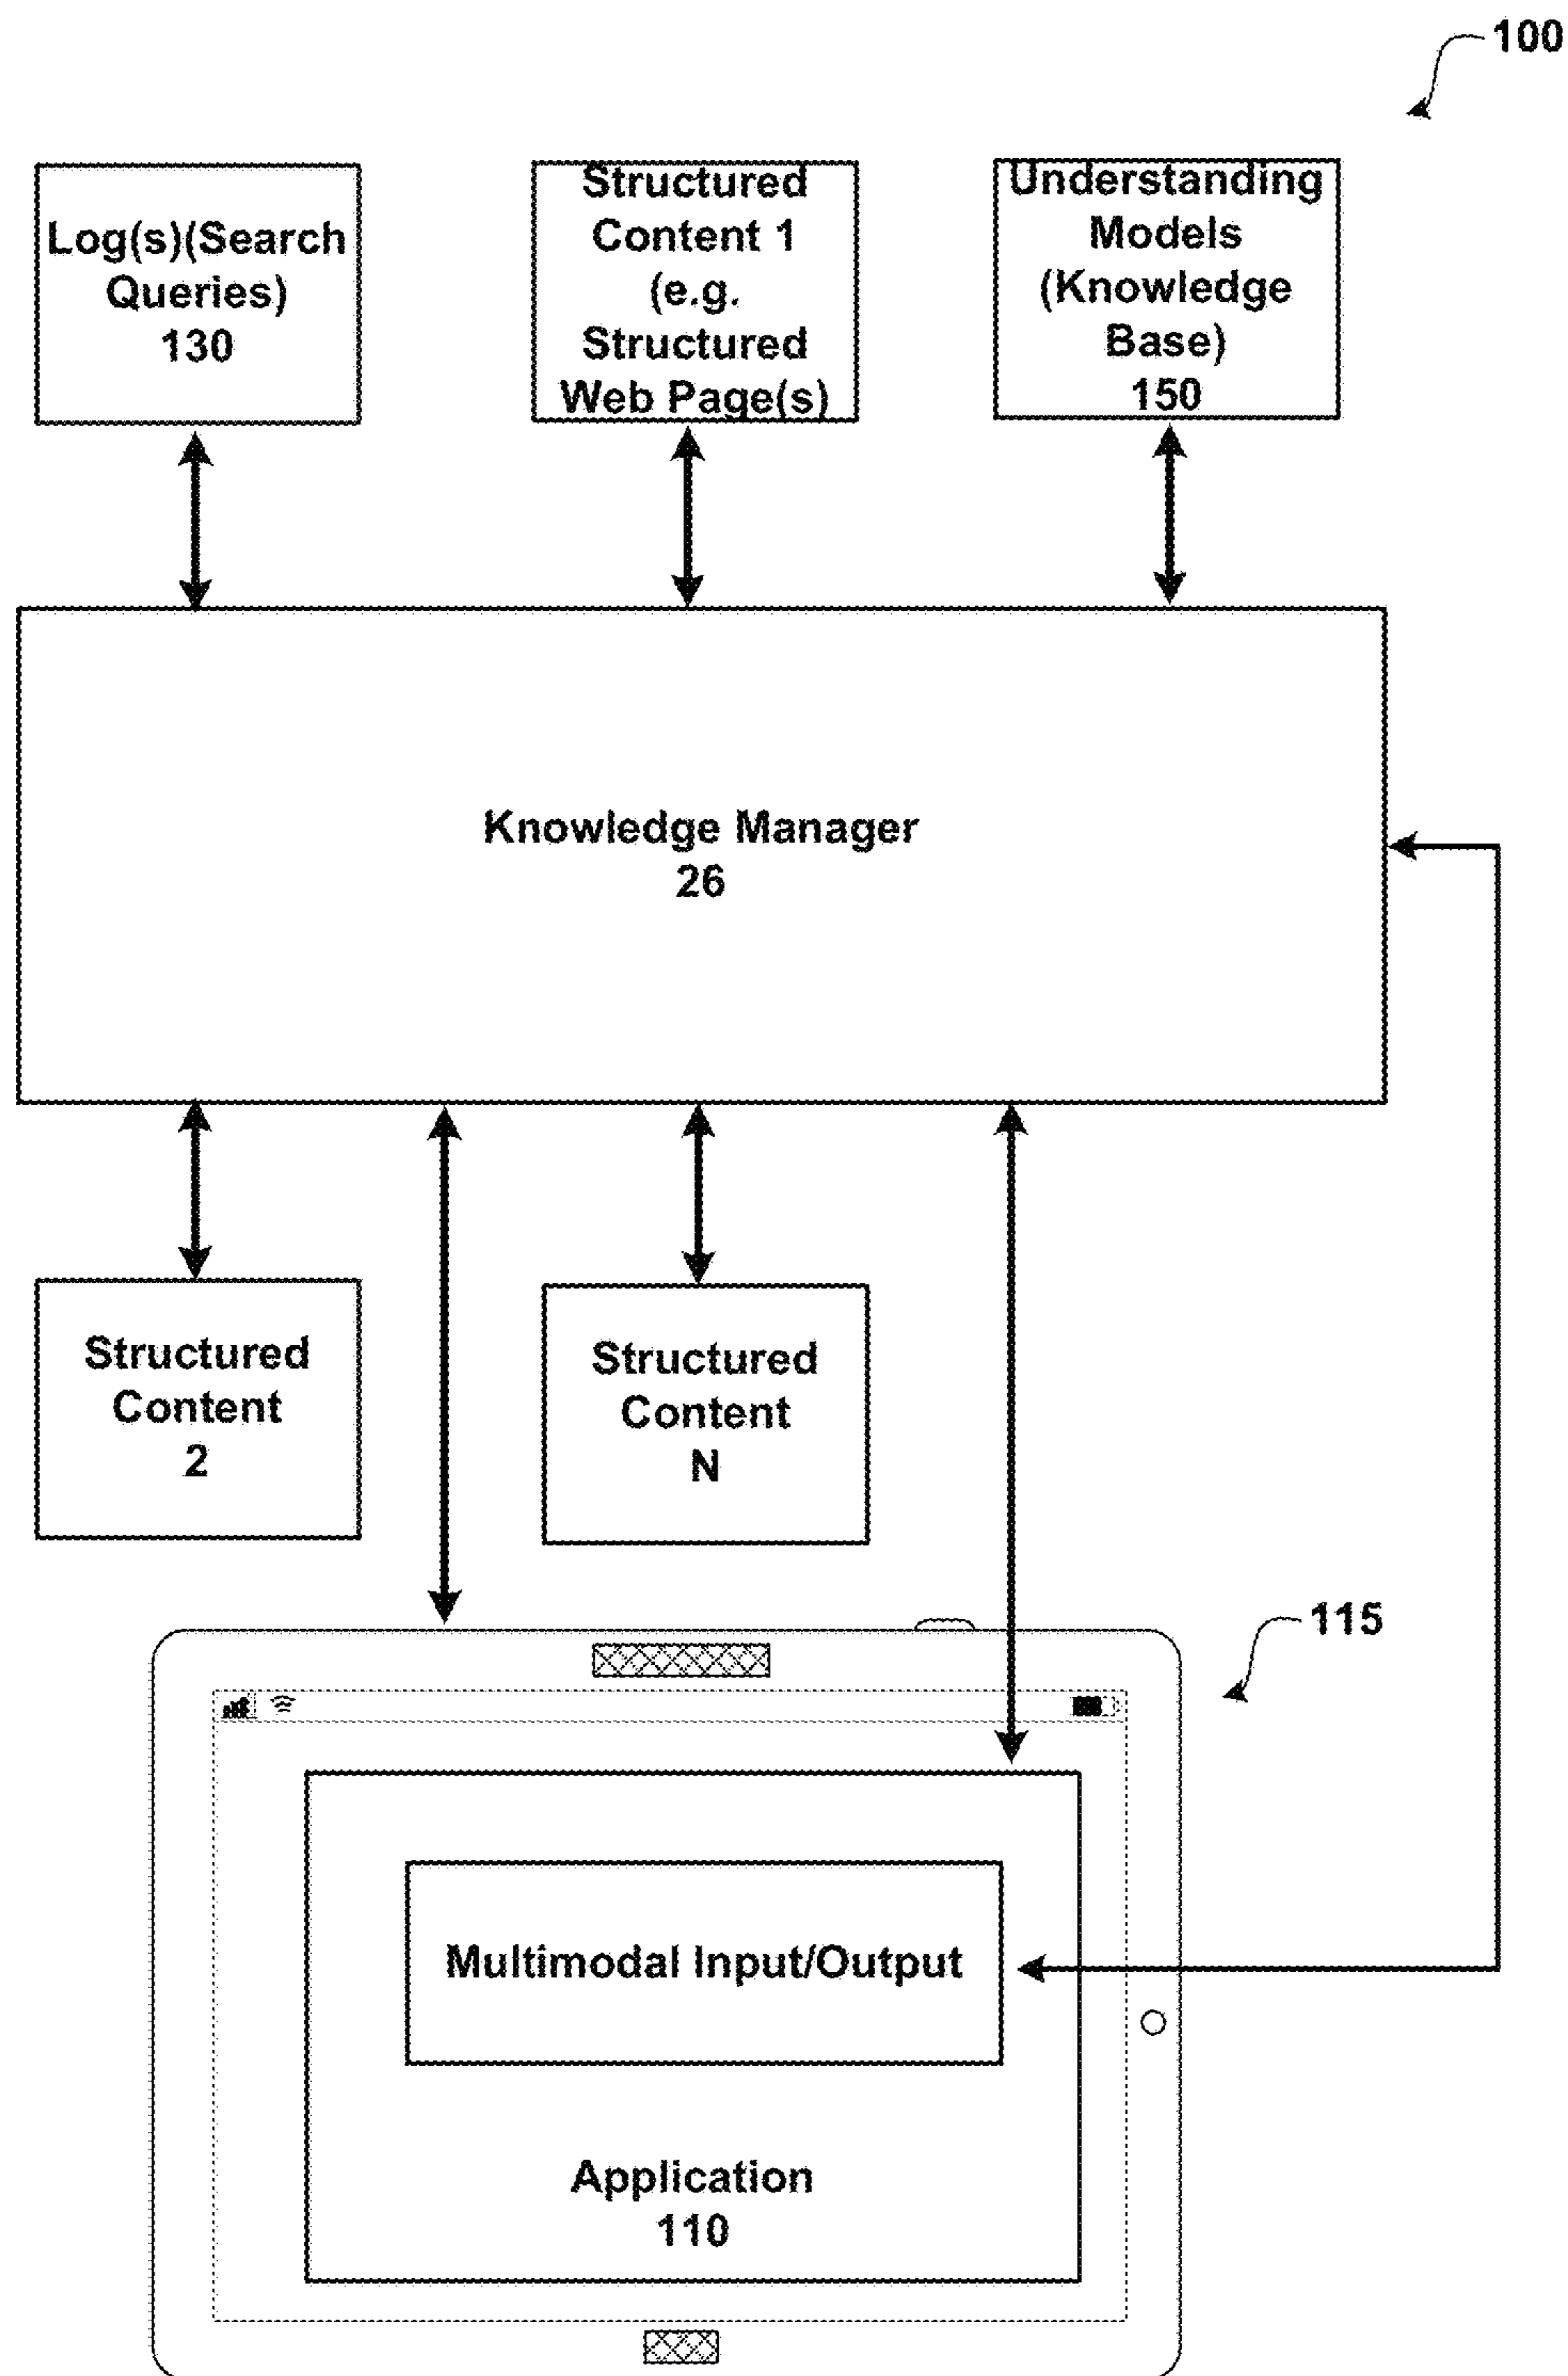 100
Log(s)(Search
Queries)
130
Structured
Content 1
(e.g.
Structured
Web Page(s)
Understanding
Models
(Knowledge
Base)
150
Knowledge Manager
26
Structured
Content
2
Structured
Content
N
115
Multimodal Input/Output
Application
110